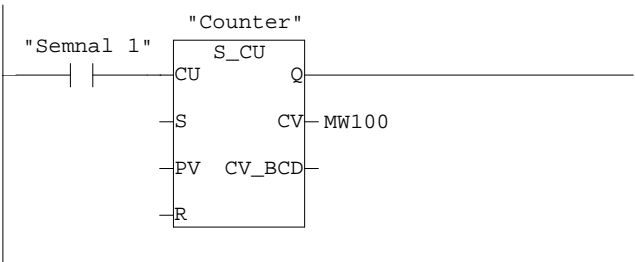 "Counter"
"Semnal 1" S_CU
CU Q
S CV MW100
PV CV_BCD
R